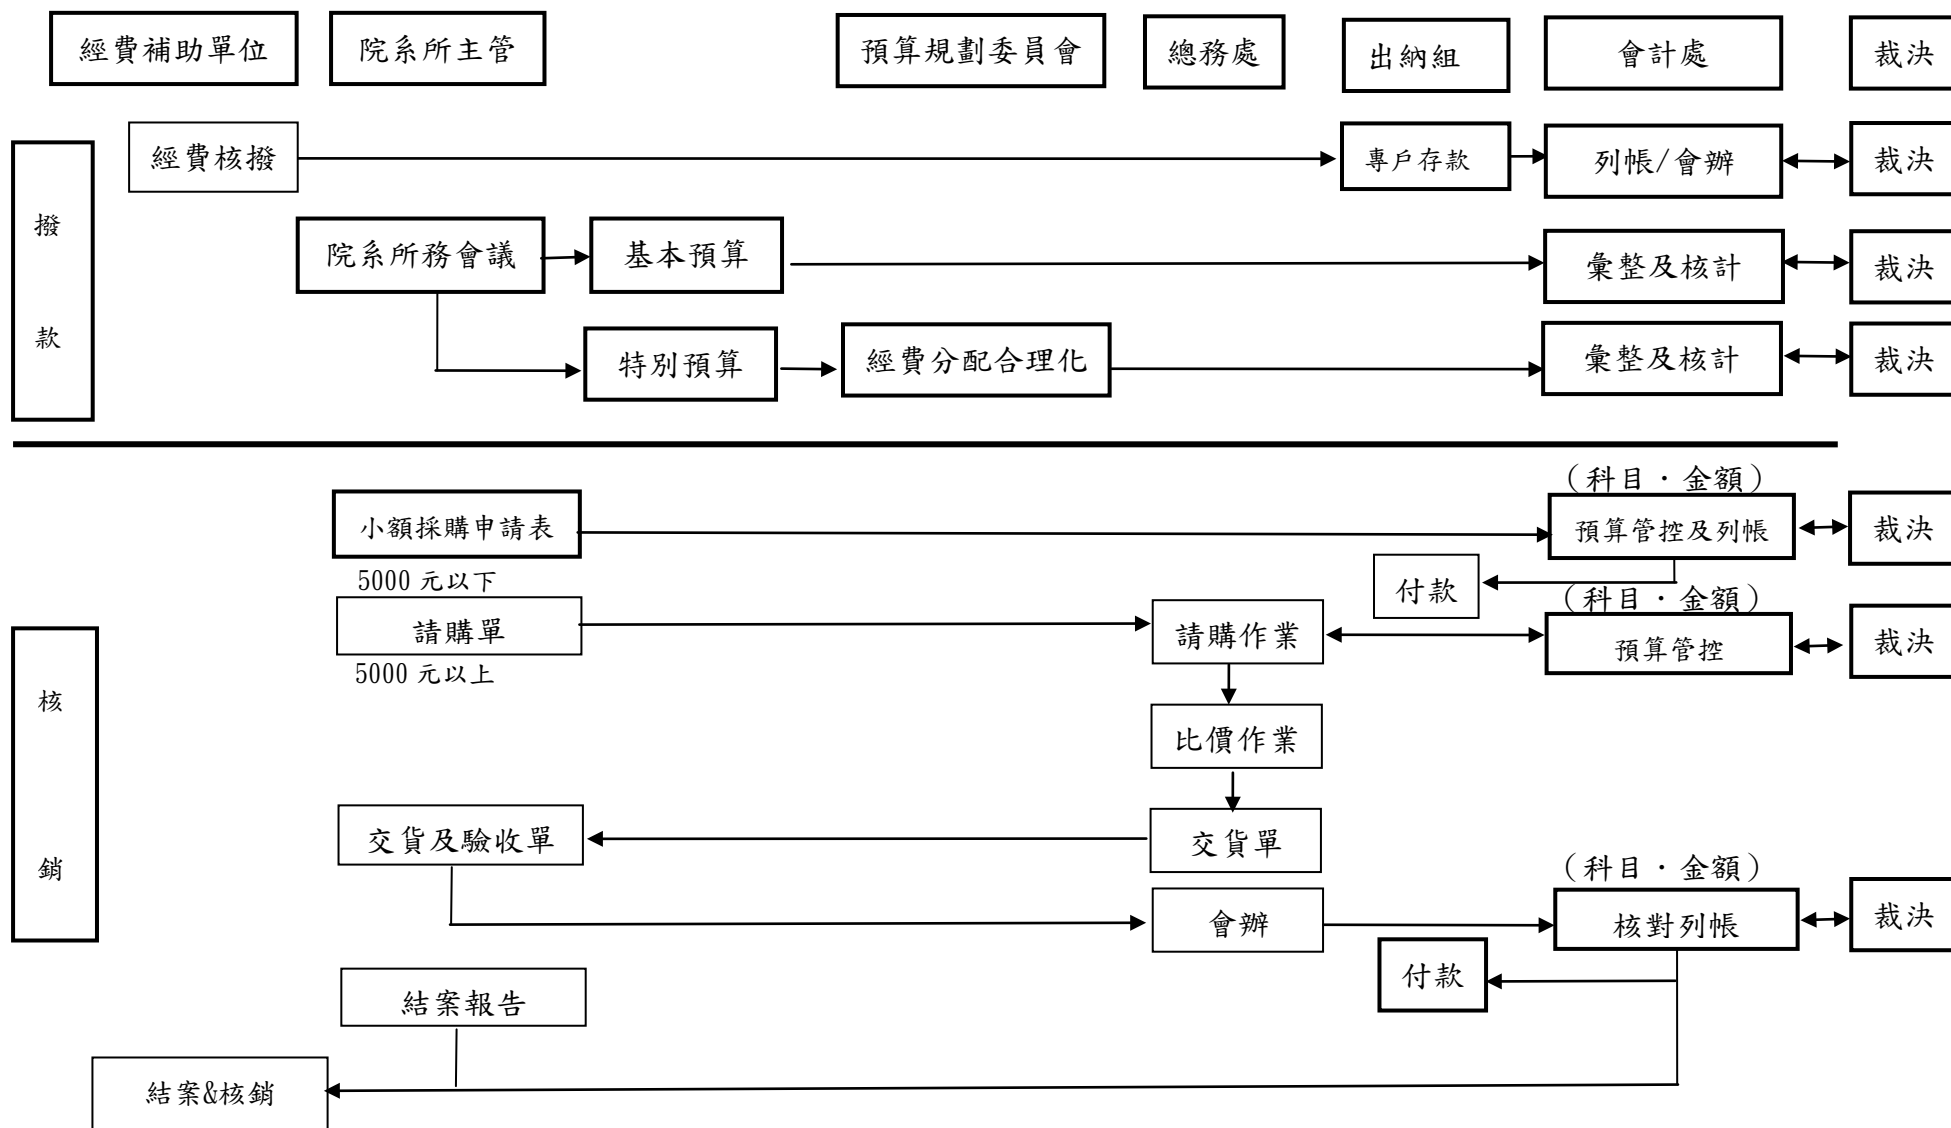 經費補助單位 院系所主管 預算規劃委員會 總務處 出納組 會計處 裁決
經費核撥 專戶存款 列帳/會辦 裁決
撥
款
院系所務會議 基本預算 彙整及核計 裁決
特別預算 經費分配合理化 彙整及核計 裁決
(科目．金額)
小額採購申請表 預算管控及列帳 裁決
5000 元以下 付款
(科目．金額)
請購單 請購作業 預算管控 裁決
5000 元以上
核
銷
比價作業
交貨及驗收單 交貨單
(科目．金額)
會辦 核對列帳 裁決
付款
結案報告
結案&核銷